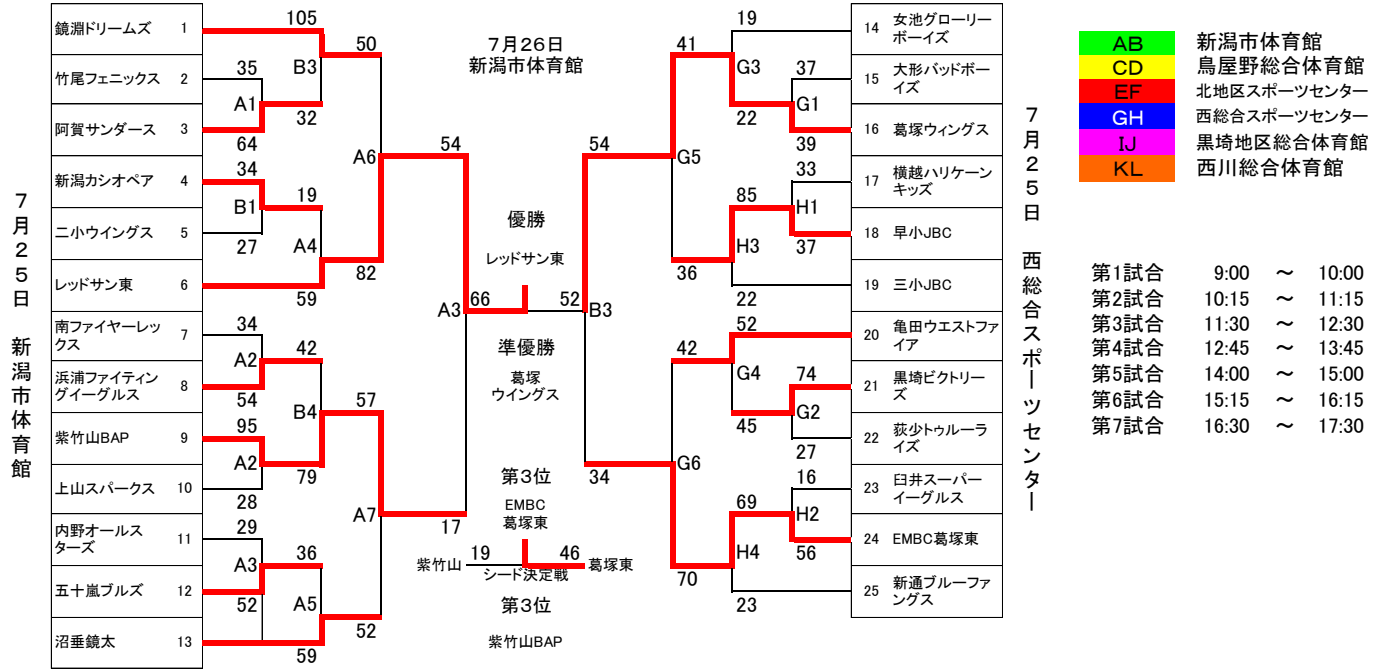 7月25日 新潟市体育館
鏡淵ドリームズ 1
竹尾フェニックス 2
阿賀サンダース 3
新潟カシオペア 4
二小ウイングス 5
レッドサン東 6
南ファイヤーレッ
クス 7
浜浦ファイティン
グイーグルス 8
紫竹山BAP 9
上山スパークス 10
内野オールス
ターズ 11
五十嵐ブルズ 12
沼垂鏡太 13
105
35
B3
A1
32
64
34
19
B1
27
A4
59
34
42
A2
54
B4
95
A2
79
28
29
36
A3
52
A5
59
50
A6
82
57
A7
52
54
A3
17
7月26日
新潟市体育館
優勝
レッドサン東
66
52
準優勝
葛塚
ウイングス
第3位
EMBC
葛塚東
紫竹山 19 46 葛塚東
シード決定戦
第3位
紫竹山BAP
54
B3
34
41
G5
36
42
G6
70
19
G3
37
G1
22
39
33
85
H1
37
H3
22
52
G4
74
G2
45
27
16
69
H2
56
H4
23
14 女池グローリー
ボーイズ
15 大形バッドボー
イズ
16 葛塚ウィングス
17 横越ハリケーン
キッズ
18 早小JBC
19 三小JBC
20 亀田ウエストファ
イア
21 黒埼ビクトリー
ズ
22 荻少トゥルーラ
イズ
23 臼井スーパー
イーグルス
24 EMBC葛塚東
25 新通ブルーファ
ングス
7月25日 西総合スポーツセンター
AB 新潟市体育館
CD 鳥屋野総合体育館
EF 北地区スポーツセンター
GH 西総合スポーツセンター
IJ 黒埼地区総合体育館
KL 西川総合体育館
第1試合 9:00 ～ 10:00
第2試合 10:15 ～ 11:15
第3試合 11:30 ～ 12:30
第4試合 12:45 ～ 13:45
第5試合 14:00 ～ 15:00
第6試合 15:15 ～ 16:15
第7試合 16:30 ～ 17:30